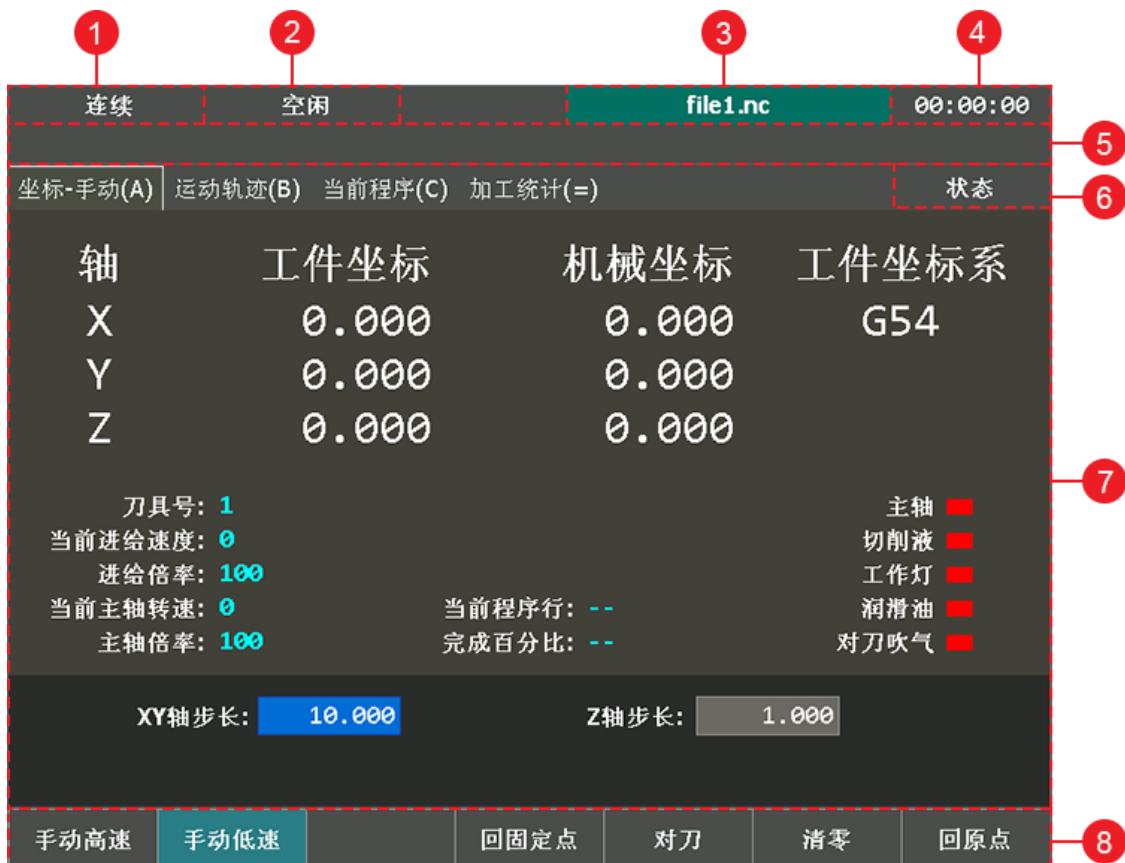 1 2 3 4
连续 空闲 file1.nc 00:00:00
5
坐标-手动(A) 运动轨迹(B) 当前程序(C) 加工统计(=) 状态 6
轴 工件坐标 机械坐标 工件坐标系
X 0.000 0.000 G54
Y 0.000 0.000
Z 0.000 0.000
7
刀具号: 1 主轴
当前进给速度: 0 切削液
进给倍率: 100 工作灯
当前主轴转速: 0 当前程序行: -- 润滑油
主轴倍率: 100 完成百分比: -- 对刀吹气
XY轴步长: 10.000 Z轴步长: 1.000
手动高速 手动低速 回固定点 对刀 清零 回原点 8